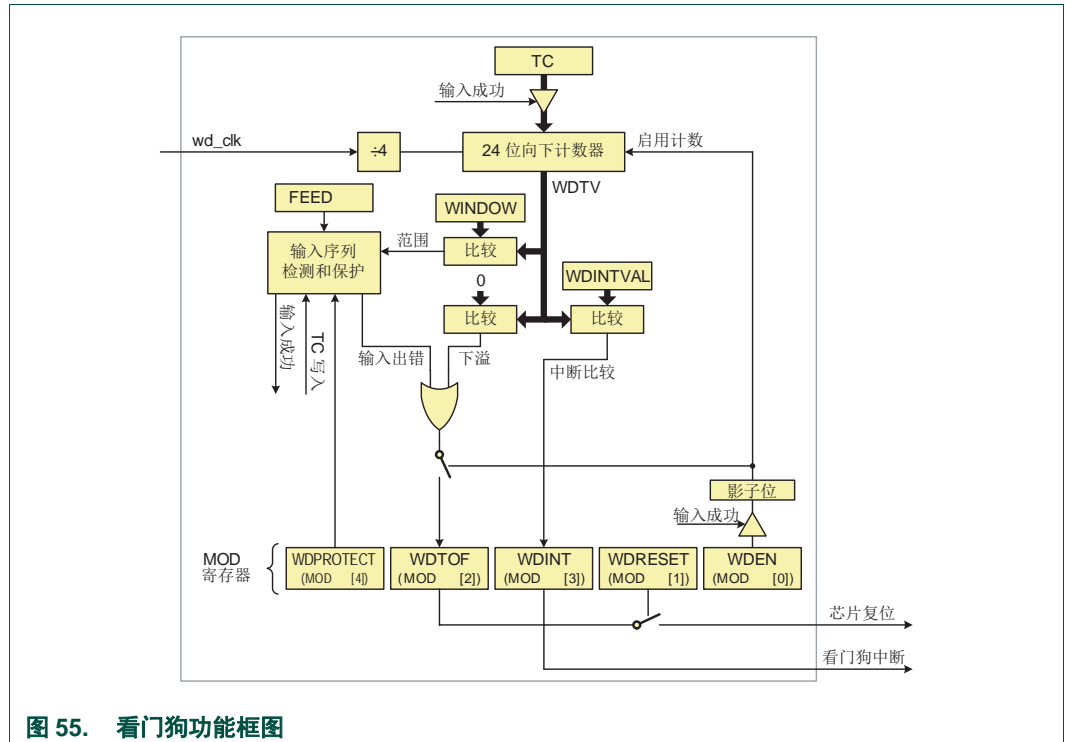 TC
输入成功
wd_clk
÷4
24 位向下计数器
启用计数
WDTV
FEED
WINDOW
输入序列
检测和保护
范围
比较
WDINTVAL
0
比较
比较
输入成功
TC 写入
输入出错
下溢
中断比较
影子位
输入成功
MOD
寄存器
WDPROTECT
(MOD [4])
WDTOF
(MOD [2])
WDINT
(MOD [3])
WDRESET
(MOD [1])
WDEN
(MOD [0])
芯片复位
看门狗中断
图 55. 看门狗功能框图